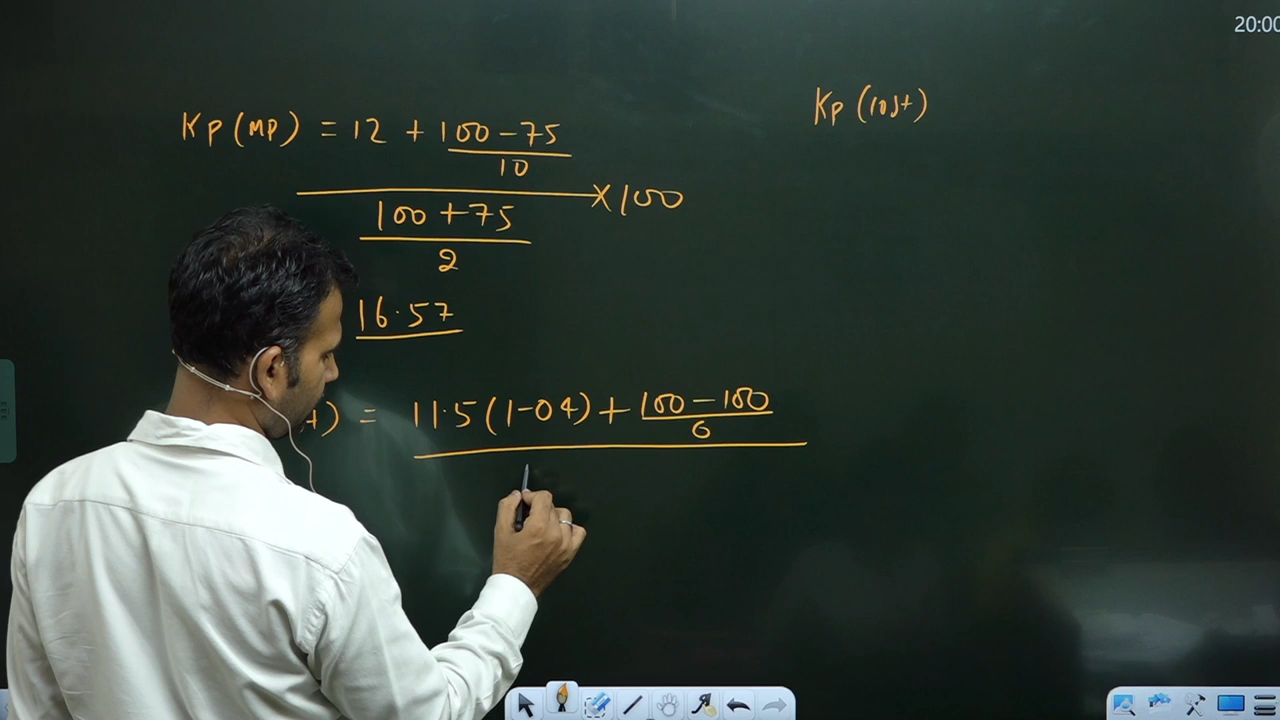 20:00
Kp (cost)
Kp (MP) = 12 + 100 - 75
10
× 100
100 + 75
2
16.57
t) = 11.5 (1-04) + 100 - 100
6